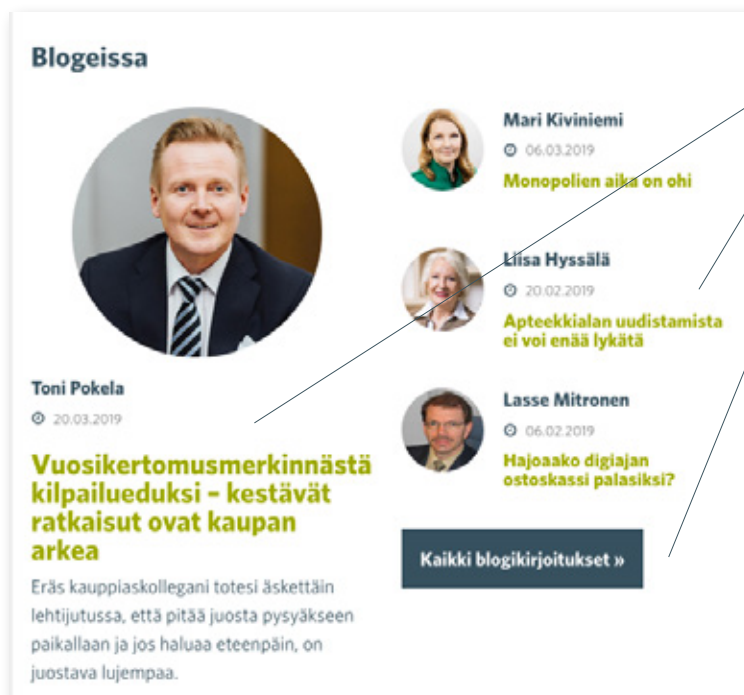 Blogeissa
Toni Pokela
20.03.2019
Vuosikertomusmerkinnästä
kilpailueduksi – kestävät
ratkaisut ovat kaupan
arkea
Eräs kauppiaskollegani totesi äskettäin
lehtijutussa, että pitää juosta pysyäkseen
paikallaan ja jos haluaa eteenpäin, on
juostava lujempaa.
Mari Kiviniemi
06.03.2019
Monopolien aika on ohi
Liisa Hyssälä
20.02.2019
Apteekkialan uudistamista
ei voi enää lykätä
Lasse Mitronen
06.02.2019
Hajoaako digiajan
ostoskassi palasiksi?
Kaikki blogikirjoitukset »